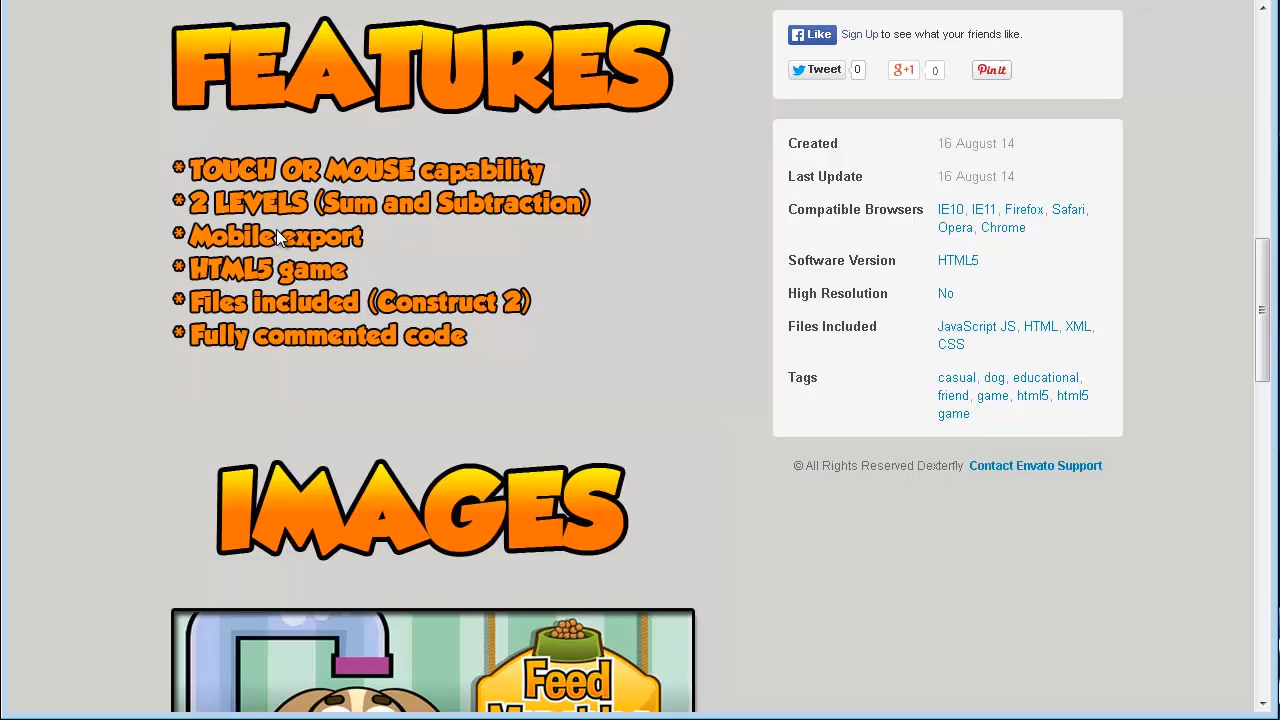 FEATURES
* TOUCH OR MOUSE capability
* 2 LEVELS (Sum and Subtraction)
* Mobile export
* HTML5 game
* Files included (Construct 2)
* Fully commented code
IMAGES
Feed
Like Sign Up to see what your friends like.
Tweet 0 g+1 0 Pin it
Created 16 August 14
Last Update 16 August 14
Compatible Browsers IE10, IE11, Firefox, Safari,
Opera, Chrome
Software Version HTML5
High Resolution No
Files Included JavaScript JS, HTML, XML,
CSS
Tags casual, dog, educational,
friend, game, html5, html5
game
© All Rights Reserved Dexterfly Contact Envato Support